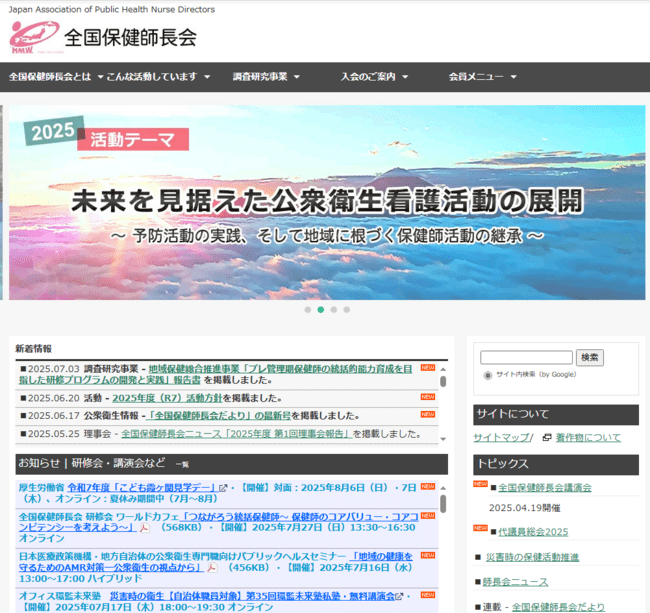 Japan Association of Public Health Nurse Directors
全国保健師長会
全国保健師長会とは ▼ こんな活動しています ▼ 調査研究事業 ▼ 入会のご案内 ▼ 会員メニュー ▼
2025 活動テーマ
未来を見据えた公衆衛生看護活動の展開
～ 予防活動の実践、そして地域に根づく保健師活動の継承 ～
新着情報
■2025.07.03 調査研究事業 - 地域保健総合推進事業「プレ管理期保健師の統括的能力育成を目 NEW
指した研修プログラムの開発と実践」報告書 を掲載しました。
■2025.06.20 活動 - 2025年度（R7）活動方針を掲載しました。 NEW
■2025.06.17 公衆衛生情報 -「全国保健師長会だより」の最新号を掲載しました。 NEW
■2025.05.25 理事会 - 全国保健師長会ニュース「2025年度 第1回理事会報告」を掲載しました。
お知らせ | 研修会・講演会など 一覧
厚生労働省 令和7年度「こども霞ヶ関見学デー」・【開催】対面：2025年8月6日（日）・7日 NEW
（木）、オンライン：夏休み期間中（7月～8月）
全国保健師長会 研修会 ワールドカフェ「つながろう統括保健師～ 保健師のコアバリュー・コアコ NEW
ンピテンシーを考えよう～」 （568KB）・【開催】2025年7月27日（日）13:30～16:30
オンライン
日本医療政策機構・地方自治体の公衆衛生専門職向けパブリックヘルスセミナー 「地域の健康を NEW
守るためのAMR対策―公衆衛生の視点から」 （456KB）・【開催】2025年7月16日（水）
13:00～17:00 ハイブリッド
オフィス環監未来塾 災害時の衛生【自治体職員対象】第35回環監未来塾私塾・無料講演会・ NEW
【開催】2025年07月17日（木）18:00～19:30 オンライン
検索
サイト内検索（by Google）
サイトについて
サイトマップ/ 著作物について
トピックス
NEW ■全国保健師長会講演会
2025.04.19開催
NEW ■代議員総会2025
■ 災害時の保健活動推進
■師長会ニュース
■連載 - 全国保健師長会だより